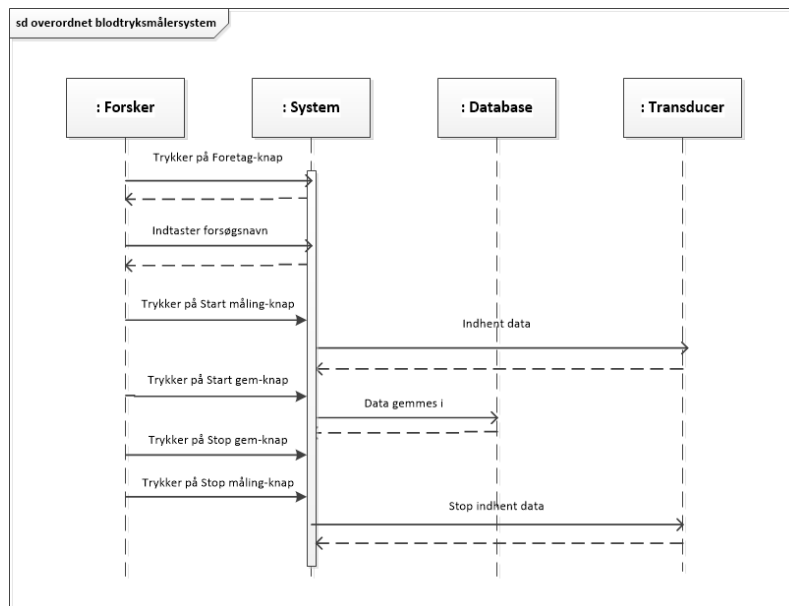 sd overordnet blodtryksmålersystem
: Forsker
: System
: Database
: Transducer
Trykker på Foretag-knap
Indtaster forsøgsnavn
Trykker på Start måling-knap
Indhent data
Trykker på Start gem-knap
Data gemmes i
Trykker på Stop gem-knap
Trykker på Stop måling-knap
Stop indhent data